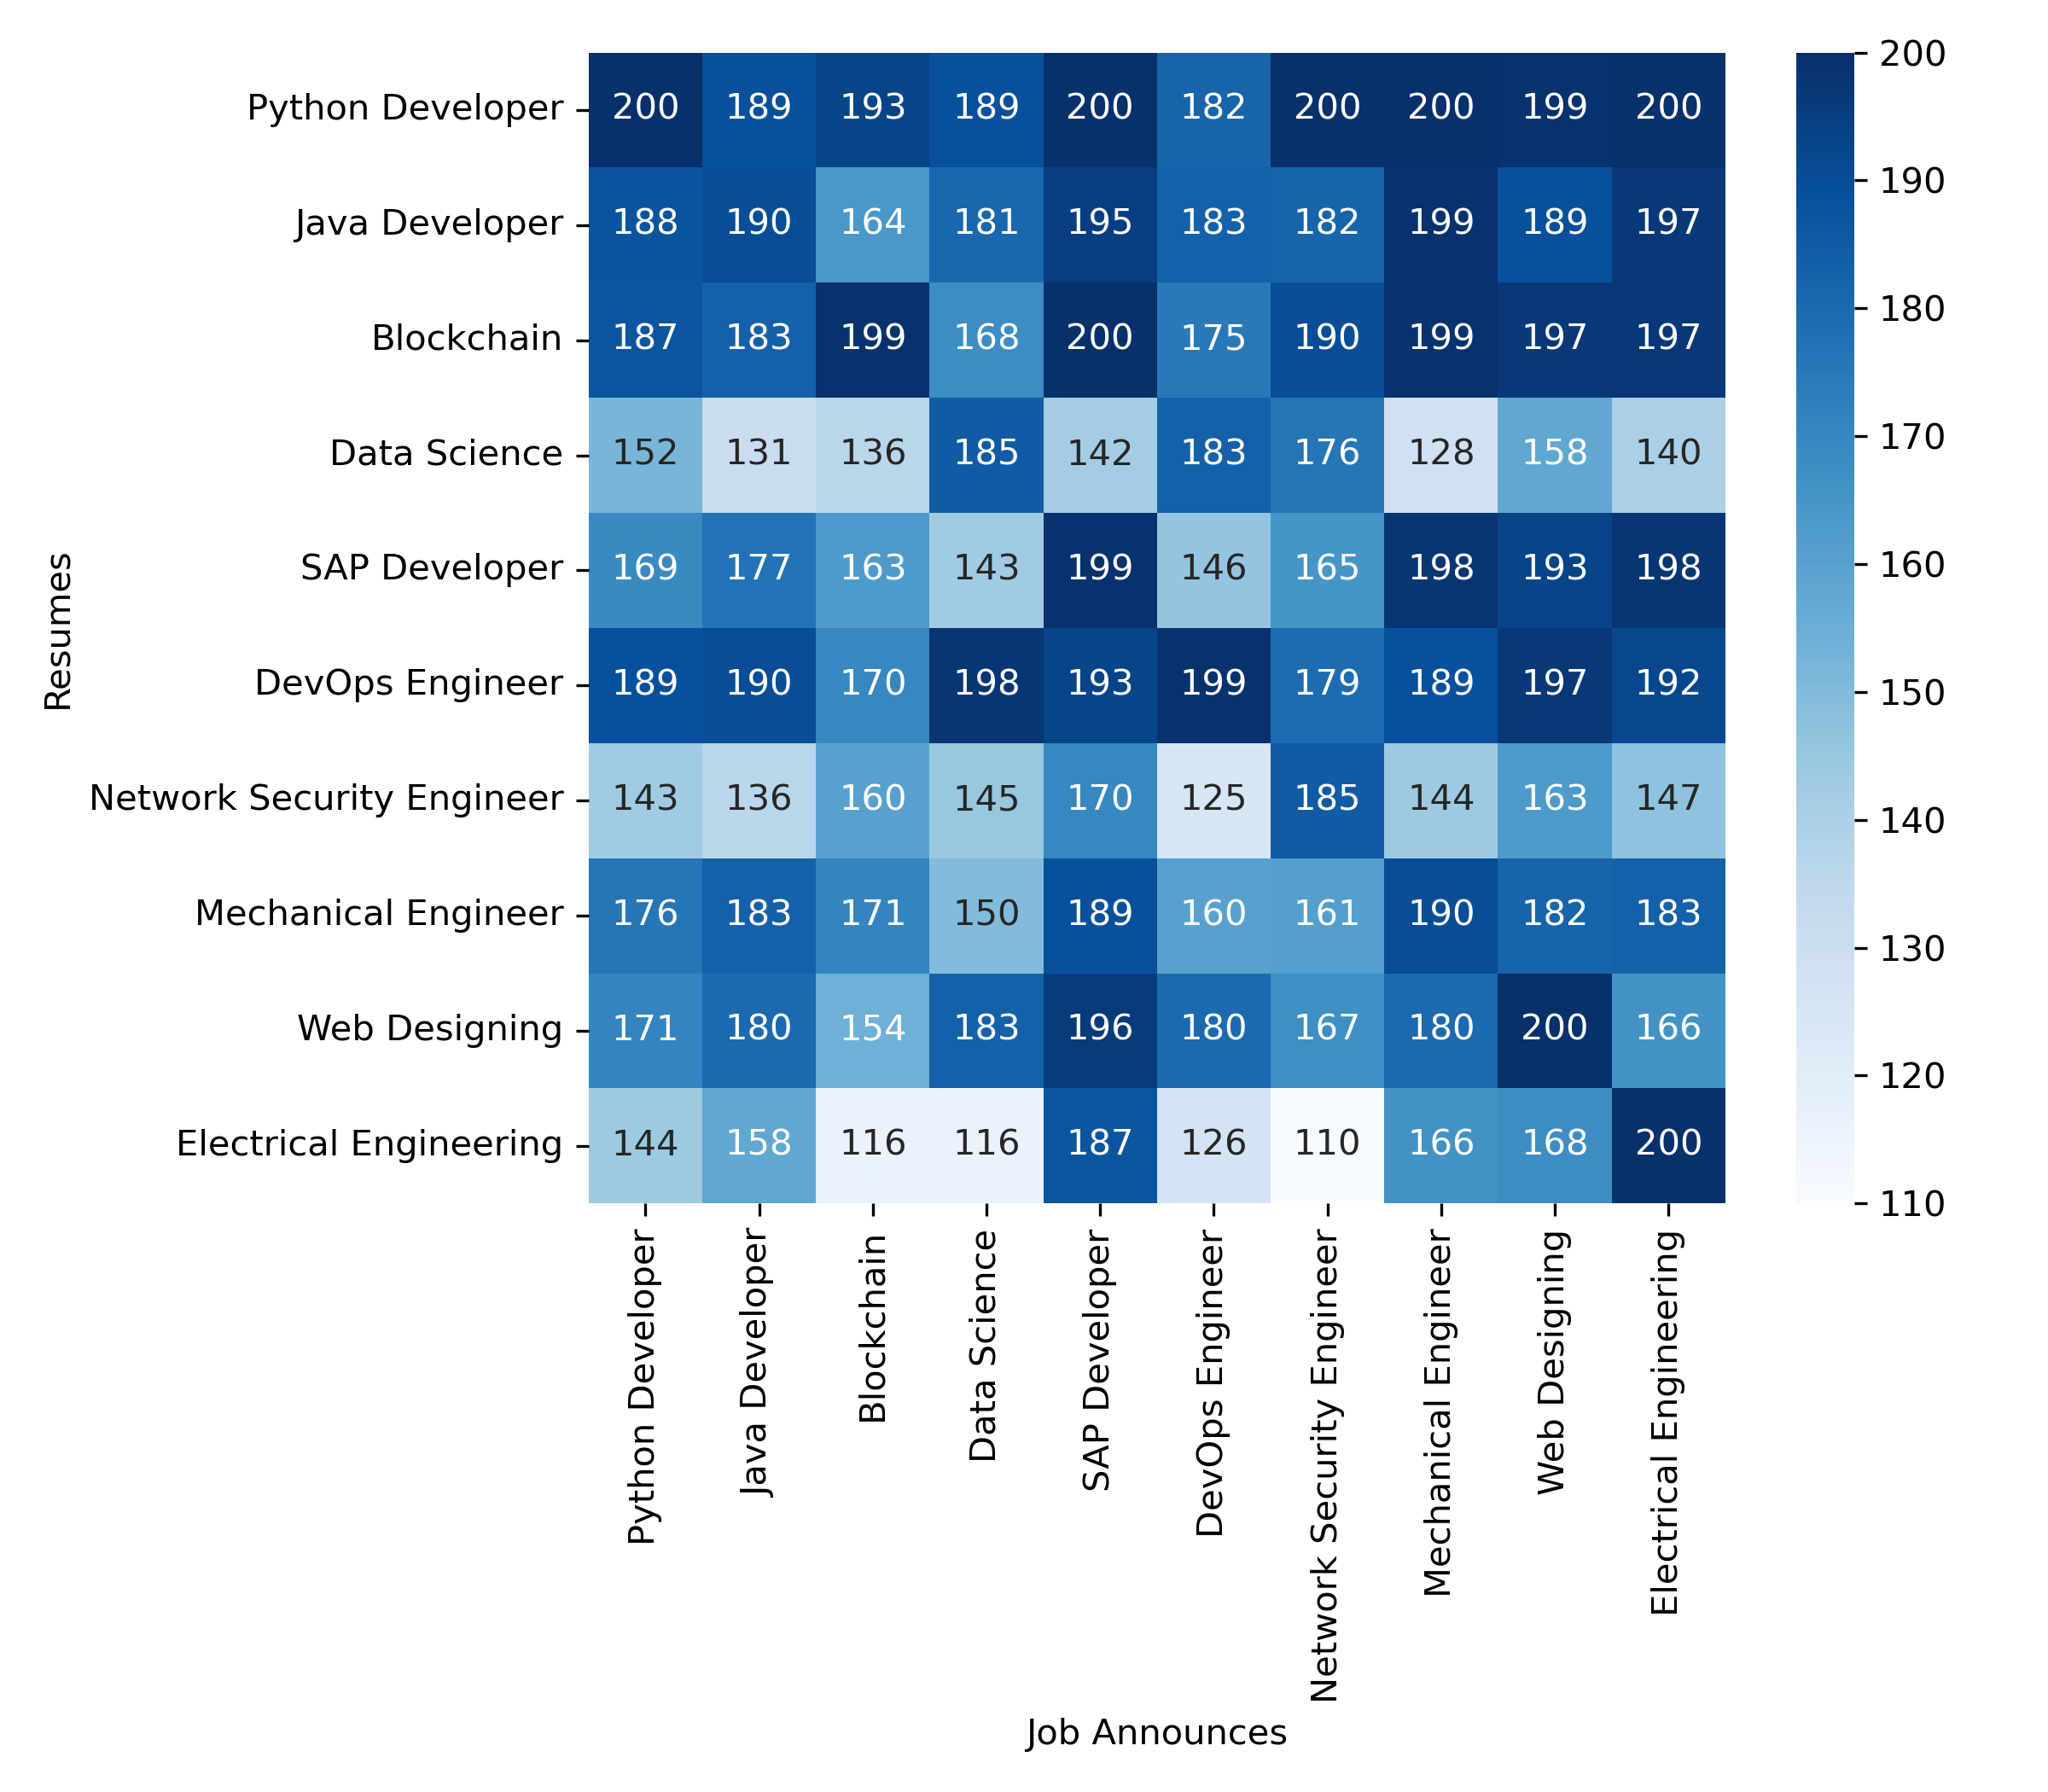 Python Developer 200 189 193 189 200 182 200 200 199 200
Java Developer 188 190 164 181 195 183 182 199 189 197
Blockchain 187 183 199 168 200 175 190 199 197 197
Data Science 152 131 136 185 142 183 176 128 158 140
SAP Developer 169 177 163 143 199 146 165 198 193 198
DevOps Engineer 189 190 170 198 193 199 179 189 197 192
Network Security Engineer 143 136 160 145 170 125 185 144 163 147
Mechanical Engineer 176 183 171 150 189 160 161 190 182 183
Web Designing 171 180 154 183 196 180 167 180 200 166
Electrical Engineering 144 158 116 116 187 126 110 166 168 200
Resumes
Python Developer
Java Developer
Blockchain
Data Science
SAP Developer
DevOps Engineer
Network Security Engineer
Mechanical Engineer
Web Designing
Electrical Engineering
Job Announces
200
190
180
170
160
150
140
130
120
110